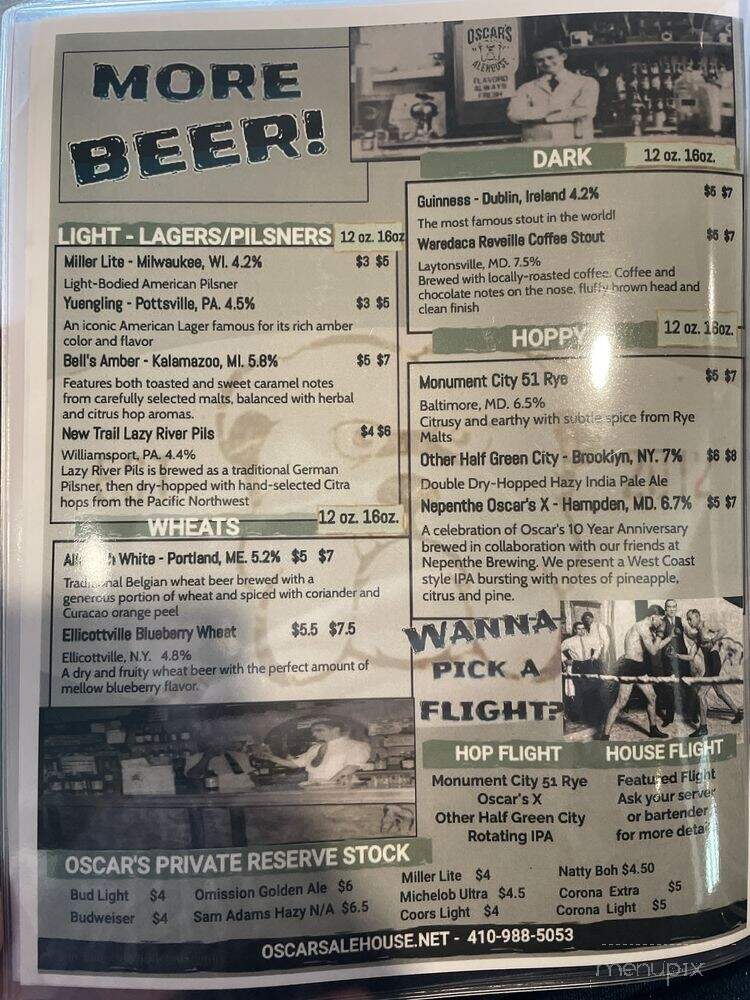 MORE
BEER!
OSCAR'S
ALEHOUSE
FLAVORD
ALWAYS
FRESH
LIGHT - LAGERS/PILSNERS 12 oz. 16oz
Miller Lite - Milwaukee, WI. 4.2% $3 $5
Light-Bodied American Pilsner
Yuengling - Pottsville, PA. 4.5% $3 $5
An iconic American Lager famous for its rich amber
color and flavor
Bell's Amber - Kalamazoo, MI. 5.8% $5 $7
Features both toasted and sweet caramel notes
from carefully selected malts, balanced with herbal
and citrus hop aromas.
New Trail Lazy River Pils $4 $6
Williamsport, PA. 4.4%
Lazy River Pils is brewed as a traditional German
Pilsner, then dry-hopped with hand-selected Citra
hops from the Pacific Northwest
WHEATS 12 oz. 16oz.
White - Portland, ME. 5.2% $5 $7
Traditional Belgian wheat beer brewed with a
generous portion of wheat and spiced with coriander and
Curacao orange peel
Ellicottville Blueberry Wheat $5.5 $7.5
Ellicottville, N.Y. 4.8%
A dry and fruity wheat beer with the perfect amount of
mellow blueberry flavor.
DARK 12 oz. 16oz.
Guinness - Dublin, Ireland 4.2% $5 $7
The most famous stout in the world!
Waredaca Reveille Coffee Stout $5 $7
Laytonsville, MD. 7.5%
Brewed with locally-roasted coffee. Coffee and
chocolate notes on the nose, fluffy brown head and
clean finish
HOPPY 12 oz. 16oz.
Monument City 51 Rye $5 $7
Baltimore, MD. 6.5%
Citrusy and earthy with subtle spice from Rye
Malts
Other Half Green City - Brooklyn, NY. 7% $6 $8
Double Dry-Hopped Hazy India Pale Ale
Nepenthe Oscar's X - Hampden, MD. 6.7% $5 $7
A celebration of Oscar's 10 Year Anniversary
brewed in collaboration with our friends at
Nepenthe Brewing. We present a West Coast
style IPA bursting with notes of pineapple,
citrus and pine.
WANNA
PICK A
FLIGHT?
HOP FLIGHT
Monument City 51 Rye
Oscar's X
Other Half Green City
Rotating IPA
HOUSE FLIGHT
Featured Flight
Ask your server
or bartender
for more detai
OSCAR'S PRIVATE RESERVE STOCK
Bud Light $4 Omission Golden Ale $6 Miller Lite $4 Natty Boh $4.50
Budweiser $4 Sam Adams Hazy N/A $6.5 Michelob Ultra $4.5 Corona Extra $5
Coors Light $4 Corona Light $5
OSCARSALEHOUSE.NET - 410-988-5053
menupix